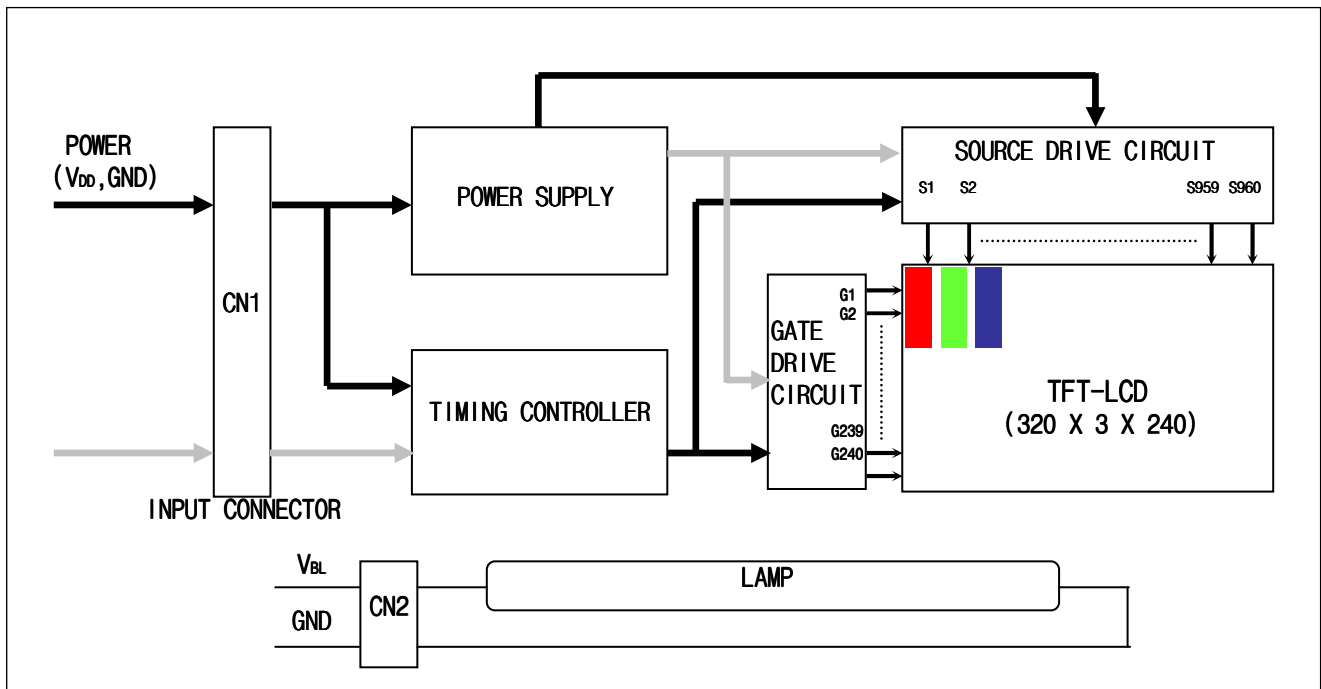 POWER
(VDD,GND)
CN1
INPUT CONNECTOR
POWER SUPPLY
TIMING CONTROLLER
SOURCE DRIVE CIRCUIT
S1 S2 S959 S960
G1
G2
GATE
DRIVE
CIRCUIT
G239
G240
TFT-LCD
(320 X 3 X 240)
VBL
GND
CN2
LAMP